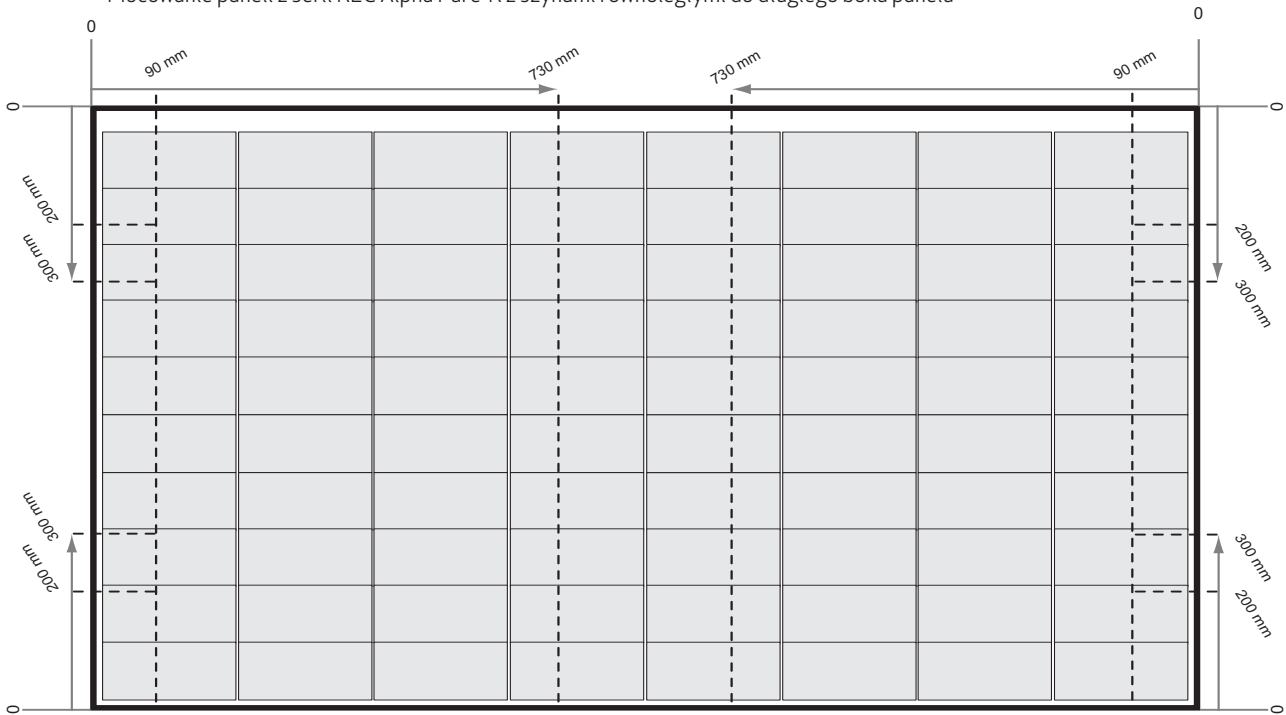 Mocowanie paneli z serii REC Alpha Pure-R z szynami równoległymi do długiego boku panela
0
0
90 mm
730 mm
730 mm
90 mm
0
0
200 mm
300 mm
200 mm
300 mm
300 mm
200 mm
300 mm
200 mm
0
0